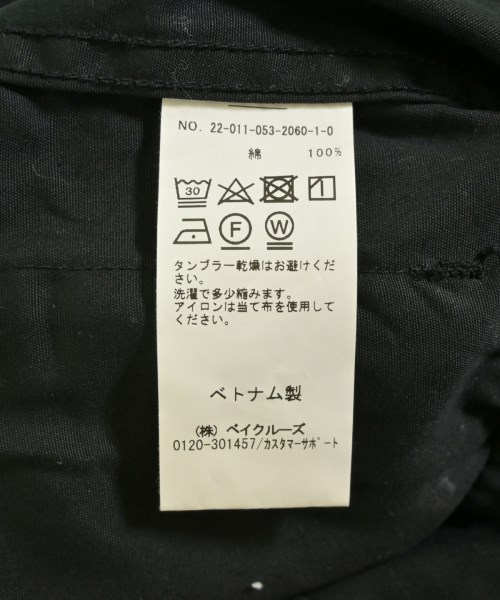 NO. 22-011-053-2060-1-0
綿 100%
30
F W
タンブラー乾燥はお避けくだ
さい。
洗濯で多少縮みます。
アイロンは当て布を使用して
ください。
ベトナム製
(株) ベイクルーズ
0120-301457/カスタマーサポート